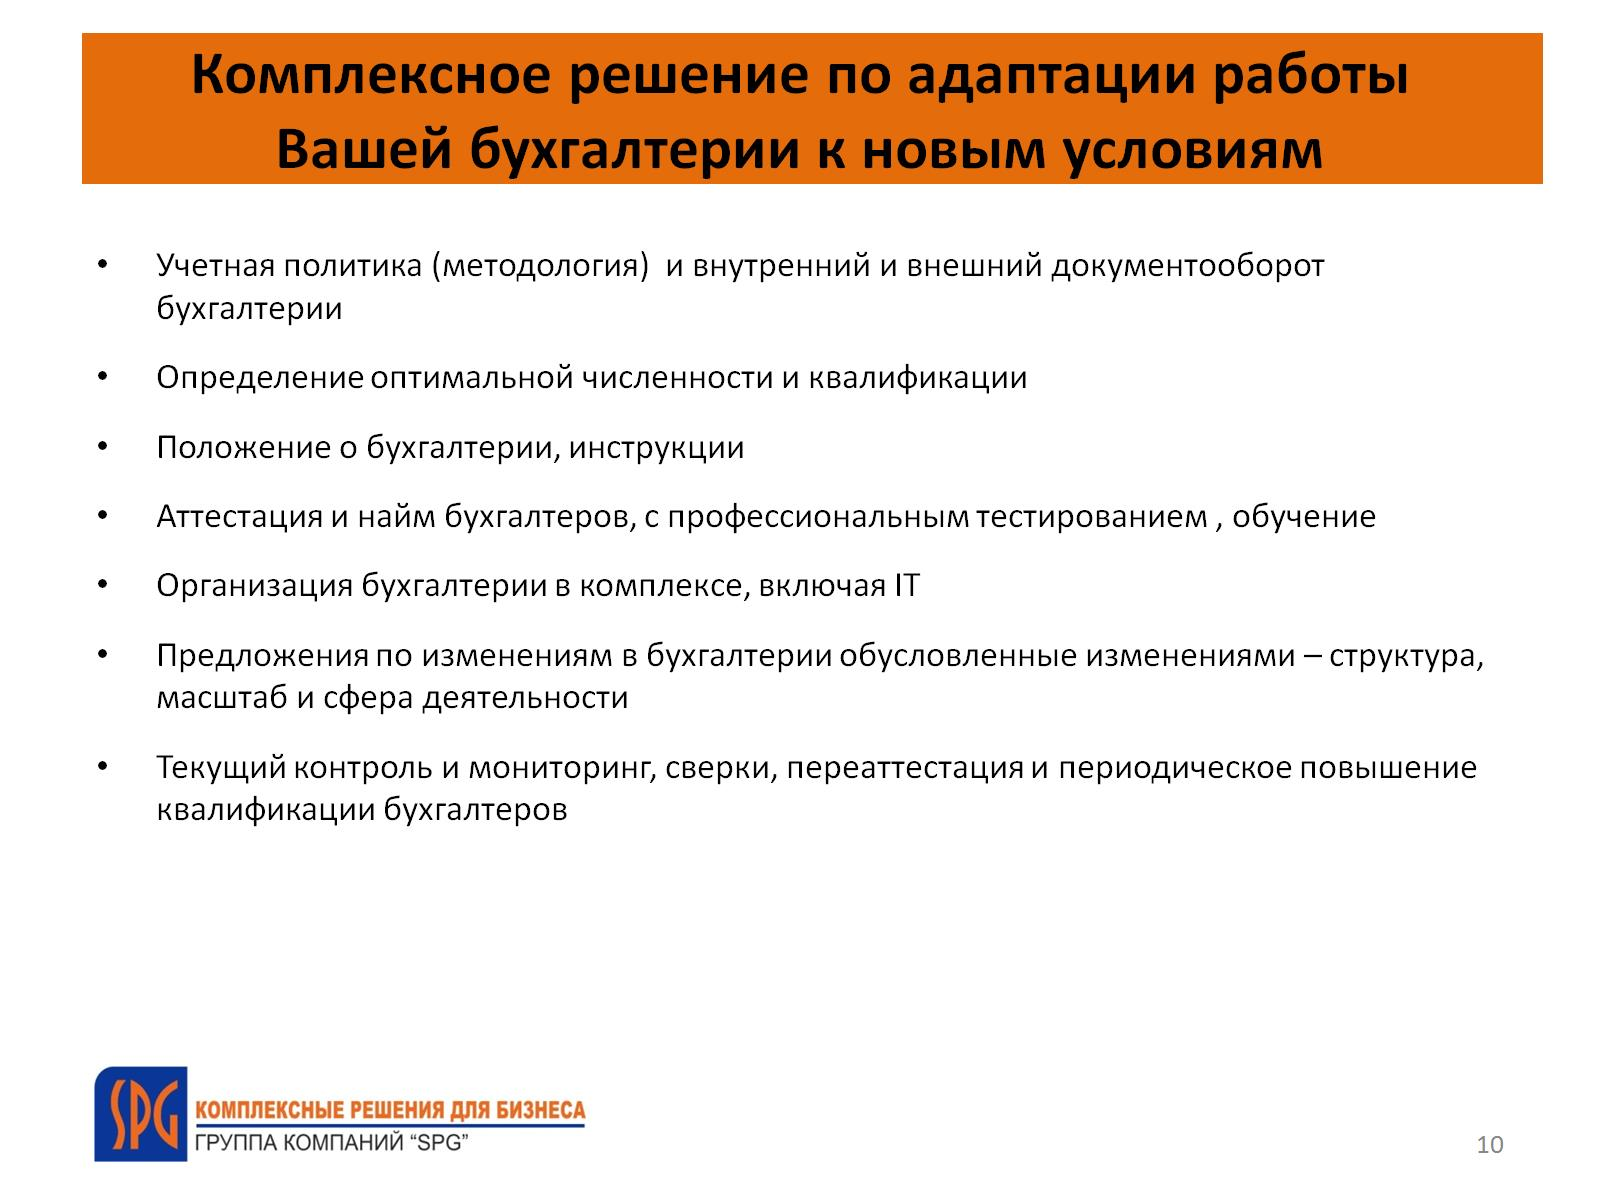 Комплексное решение по адаптации работы
Вашей бухгалтерии к новым условиям
• Учетная политика (методология)  и внутренний и внешний документооборот
бухгалтерии
• Определение оптимальной численности и квалификации
• Положение о бухгалтерии, инструкции
• Аттестация и найм бухгалтеров, с профессиональным тестированием , обучение
• Организация бухгалтерии в комплексе, включая IT
• Предложения по изменениям в бухгалтерии обусловленные изменениями – структура,
масштаб и сфера деятельности
• Текущий контроль и мониторинг, сверки, переаттестация и периодическое повышение
квалификации бухгалтеров
SPG
КОМПЛЕКСНЫЕ РЕШЕНИЯ ДЛЯ БИЗНЕСА
ГРУППА КОМПАНИЙ “SPG”
10